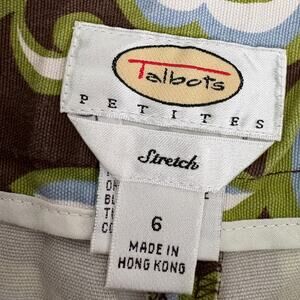 Talbots
PETITES
Stretch
6
MADE IN
HONG KONG